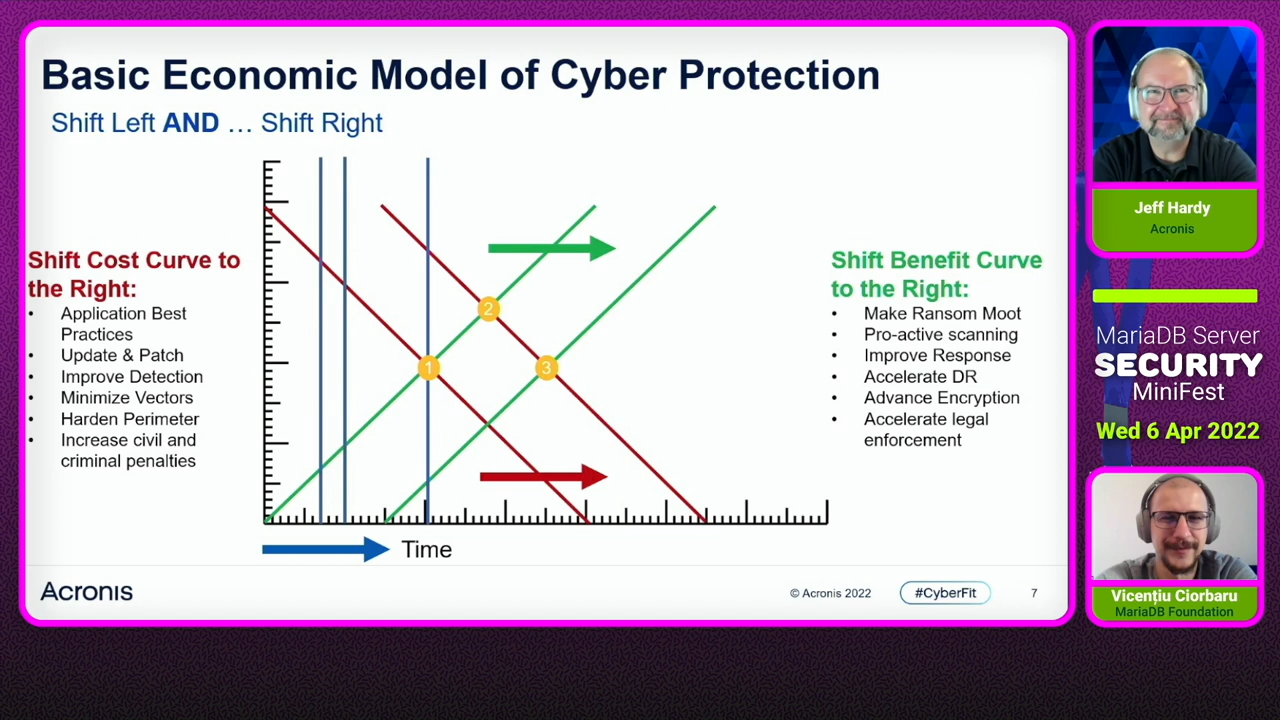 Basic Economic Model of Cyber Protection
Shift Left AND … Shift Right
Shift Cost Curve to
the Right:
• Application Best
Practices
• Update & Patch
• Improve Detection
• Minimize Vectors
• Harden Perimeter
• Increase civil and
criminal penalties
1
2
3
Time
Shift Benefit Curve
to the Right:
• Make Ransom Moot
• Pro-active scanning
• Improve Response
• Accelerate DR
• Advance Encryption
• Accelerate legal
enforcement
Acronis
© Acronis 2022
#CyberFit
7
Jeff Hardy
Acronis
MariaDB Server
SECURITY
MiniFest
Wed 6 Apr 2022
Vicențiu Ciorbaru
MariaDB Foundation